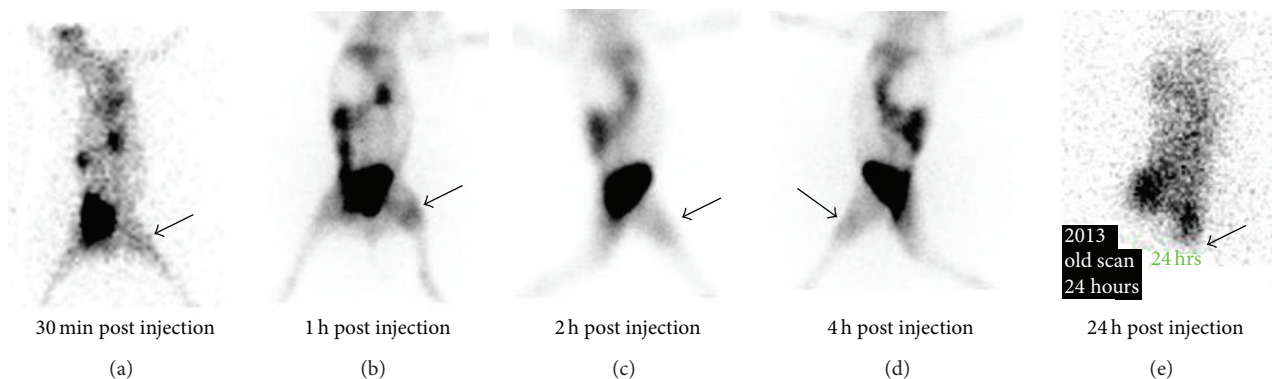 2013
old scan
24 hours
24 hrs
30 min post injection
1 h post injection
2 h post injection
4 h post injection
24 h post injection
(a)
(b)
(c)
(d)
(e)